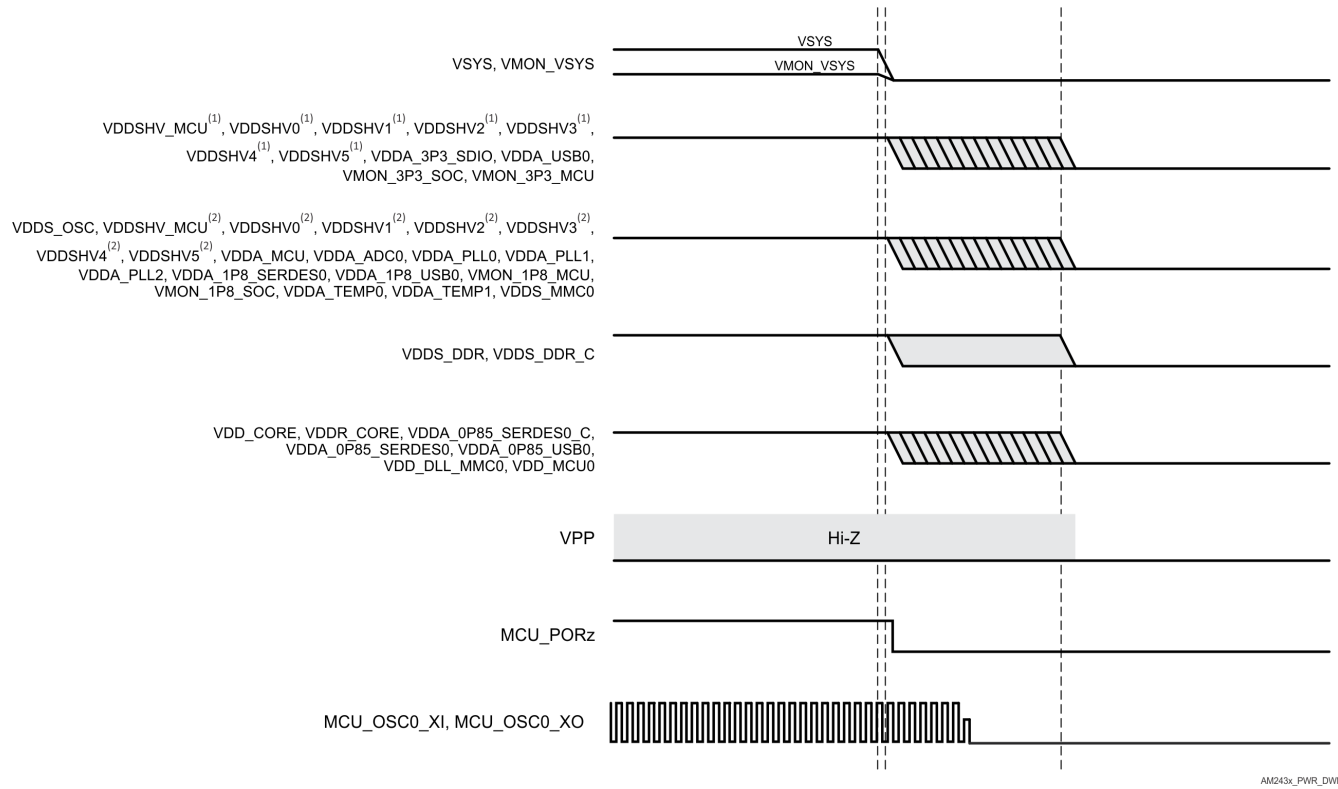 VSYS
VSYS, VMON_VSYS
VMON_VSYS
VDDSHV_MCU(1), VDDSHV0(1), VDDSHV1(1), VDDSHV2(1), VDDSHV3(1),
VDDSHV4(1), VDDSHV5(1), VDDA_3P3_SDIO, VDDA_USB0,
VMON_3P3_SOC, VMON_3P3_MCU
VDDS_OSC, VDDSHV_MCU(2), VDDSHV0(2), VDDSHV1(2), VDDSHV2(2), VDDSHV3(2),
VDDSHV4(2), VDDSHV5(2), VDDA_MCU, VDDA_ADC0, VDDA_PLL0, VDDA_PLL1,
VDDA_PLL2, VDDA_1P8_SERDES0, VDDA_1P8_USB0, VMON_1P8_MCU,
VMON_1P8_SOC, VDDA_TEMP0, VDDA_TEMP1, VDDS_MMC0
VDDS_DDR, VDDS_DDR_C
VDD_CORE, VDDR_CORE, VDDA_0P85_SERDES0_C,
VDDA_0P85_SERDES0, VDDA_0P85_USB0,
VDD_DLL_MMC0, VDD_MCU0
VPP
Hi-Z
MCU_PORz
MCU_OSC0_XI, MCU_OSC0_XO